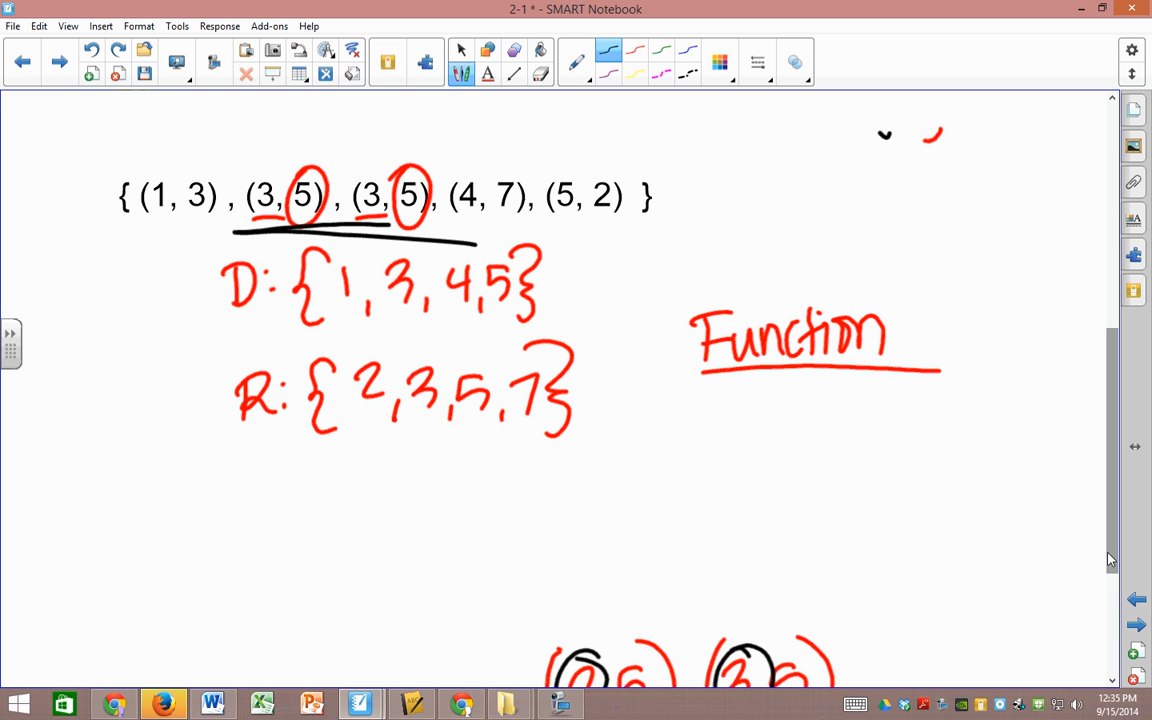 2-1 * - SMART Notebook
File Edit View Insert Format Tools Response Add-ons Help
{ (1, 3) , (3, 5) , (3, 5), (4, 7), (5, 2) }
D: {1, 3, 4, 5}
Function
R: {2, 3, 5, 7}
12:35 PM
9/15/2014